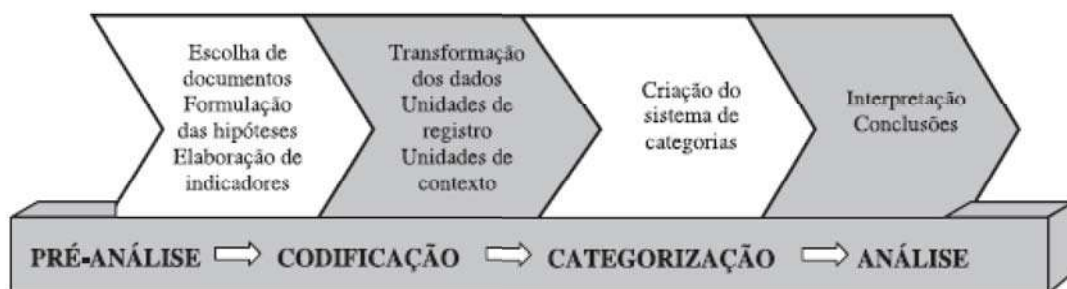 Escolha de
documentos
Formulação
das hipóteses
Elaboração de
indicadores
Transformação
dos dados
Unidades de
registro
Unidades de
contexto
Criação do
sistema de
categorias
Interpretação
Conclusões
PRÉ-ANÁLISE CODIFICAÇÃO CATEGORIZAÇÃO ANÁLISE